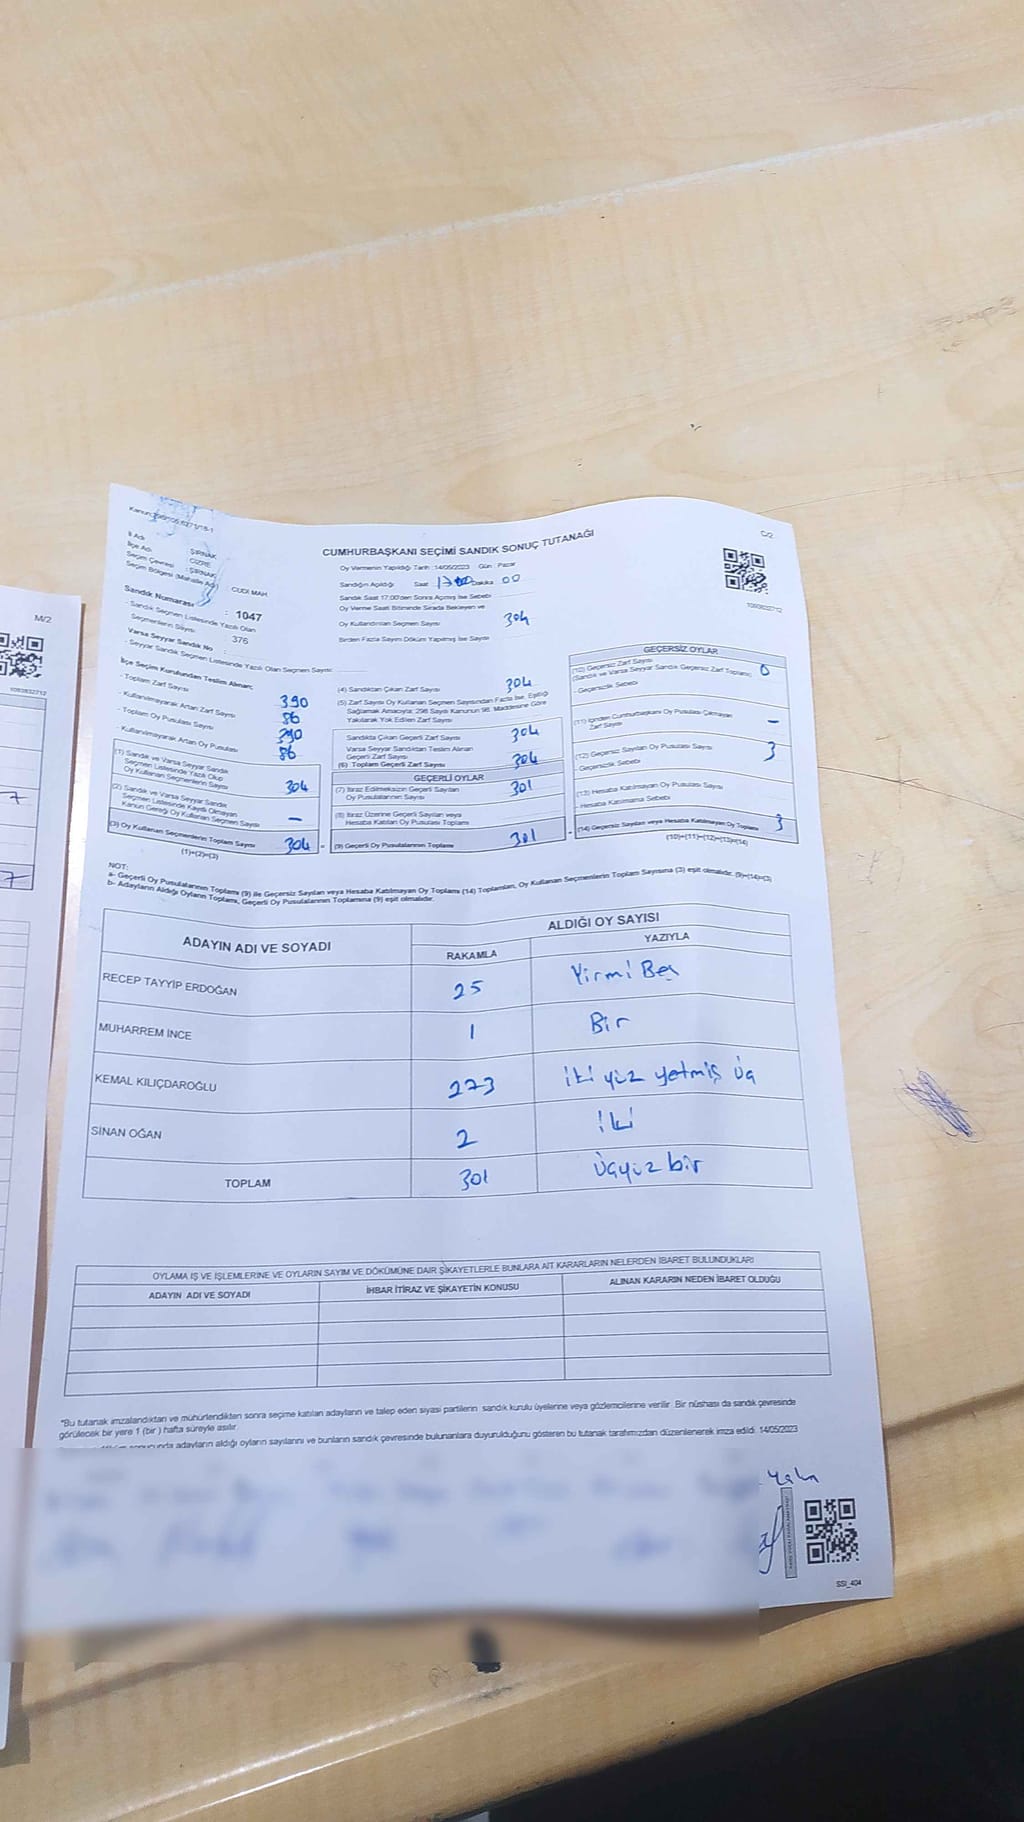 M/2
1093832712
7
7
C/2
CUMHURBAŞKANI SEÇİMİ SANDIK SONUÇ TUTANAĞI
İl Adı : ŞIRNAK
İlçe Adı : CİZRE
Seçim Çevresi : ŞIRNAK
Seçim Bölgesi (Mahalle Adı) CUDİ MAH.
Sandık Numarası : 1047
Sandık Seçmen Listesinde Yazılı Olan
Seçmenlerin Sayısı 376
Varsa Seyyar Sandık No :
Seyyar Sandık Seçmen Listesinde Yazılı Olan Seçmen Sayısı:
Oy Vermenin Yapıldığı Tarih :14/05/2023 Gün : Pazar
Sandığın Açıldığı Saat Dakika 00
Sandık Saat 17:00'den Sonra Açılmış İse Sebebi
Oy Verme Saati Bitiminde Sırada Bekleyen ve
Oy Kullandırılan Seçmen Sayısı 304
Birden Fazla Sayım Döküm Yapılmış İse Sayısı
1093832712
İlçe Seçim Kurulundan Teslim Alınan;
- Toplam Zarf Sayısı 390
- Kullanılmayarak Artan Zarf Sayısı 86
- Toplam Oy Pusulası Sayısı 390
- Kullanılmayarak Artan Oy Pusulası 86
(1) Sandık ve Varsa Seyyar Sandık
Seçmen Listesinde Yazılı Olup
Oy Kullanan Seçmenlerin Sayısı 304
(2) Sandık ve Varsa Seyyar Sandık
Seçmen Listesinde Kayıtlı Olmayan
Kanun Gereği Oy Kullanan Seçmen Sayısı -
(3) Oy Kullanan Seçmenlerin Toplam Sayısı 304
(1)+(2)=(3)
(4) Sandıktan Çıkan Zarf Sayısı 304
(5) Zarf Sayısı Oy Kullanan Seçmen Sayısından Fazla İse, Eşitliği
Sağlamak Amacıyla; 298 Sayılı Kanunun 98. Maddesine Göre
Yakılarak Yok Edilen Zarf Sayısı
Sandıkta Çıkan Geçerli Zarf Sayısı 304
Varsa Seyyar Sandıktan Teslim Alınan
Geçerli Zarf Sayısı
(6) Toplam Geçerli Zarf Sayısı 304
GEÇERLİ OYLAR
(7) İtiraz Edilmeksizin Geçerli Sayılan
Oy Pusulalarının Sayısı 301
(8) İtiraz Üzerine Geçerli Sayılan veya
Hesaba Katılan Oy Pusulası Toplamı
(9) Geçerli Oy Pusulalarının Toplamı 301
GEÇERSİZ OYLAR
(10) Geçersiz Zarf Sayısı
(Sandık ve Varsa Seyyar Sandık Geçersiz Zarf Toplamı) 0
- Geçersizlik Sebebi
(11) İçinden Cumhurbaşkanı Oy Pusulası Çıkmayan
Zarf Sayısı -
(12) Geçersiz Sayılan Oy Pusulası Sayısı 3
- Geçersizlik Sebebi
(13) Hesaba Katılmayan Oy Pusulası Sayısı
- Hesaba Katılmama Sebebi
(14) Geçersiz Sayılan veya Hesaba Katılmayan Oy Toplamı 3
(10)+(11)+(12)+(13)=(14)
NOT:
a- Geçerli Oy Pusulalarının Toplamı (9) ile Geçersiz Sayılan veya Hesaba Katılmayan Oy Toplamı (14) Toplamları, Oy Kullanan Seçmenlerin Toplam Sayısına (3) eşit olmalıdır. (9)+(14)=(3)
b- Adayların Aldığı Oyların Toplamı, Geçerli Oy Pusulalarının Toplamına (9) eşit olmalıdır.
ADAYIN ADI VE SOYADI ALDIĞI OY SAYISI
RAKAMLA YAZIYLA
RECEP TAYYİP ERDOĞAN 25 Yirmi Beş
MUHARREM İNCE 1 Bir
KEMAL KILIÇDAROĞLU 273 iki yüz yetmiş üç
SİNAN OĞAN 2 iki
TOPLAM 301 üçyüz bir
OYLAMA İŞ VE İŞLEMLERİNE VE OYLARIN SAYIM VE DÖKÜMÜNE DAİR ŞİKAYETLERLE BUNLARA AİT KARARLARIN NELERDEN İBARET BULUNDUKLARI
ADAYIN ADI VE SOYADI İHBAR İTİRAZ VE ŞİKAYETİN KONUSU ALINAN KARARIN NEDEN İBARET OLDUĞU
*Bu tutanak imzalandıktan ve mühürlendikten sonra seçime katılan adayların ve talep eden siyasi partilerin sandık kurulu üyelerine veya gözlemcilerine verilir. Bir nüshası da sandık çevresinde
görülecek bir yere 1 (bir) hafta süreyle asılır.
sonucunda adayların aldığı oyların sayılarını ve bunların sandık çevresinde bulunanlara duyurulduğunu gösteren bu tutanak tarafımızdan düzenlenerek imza edildi. 14/05/2023
SSI_404